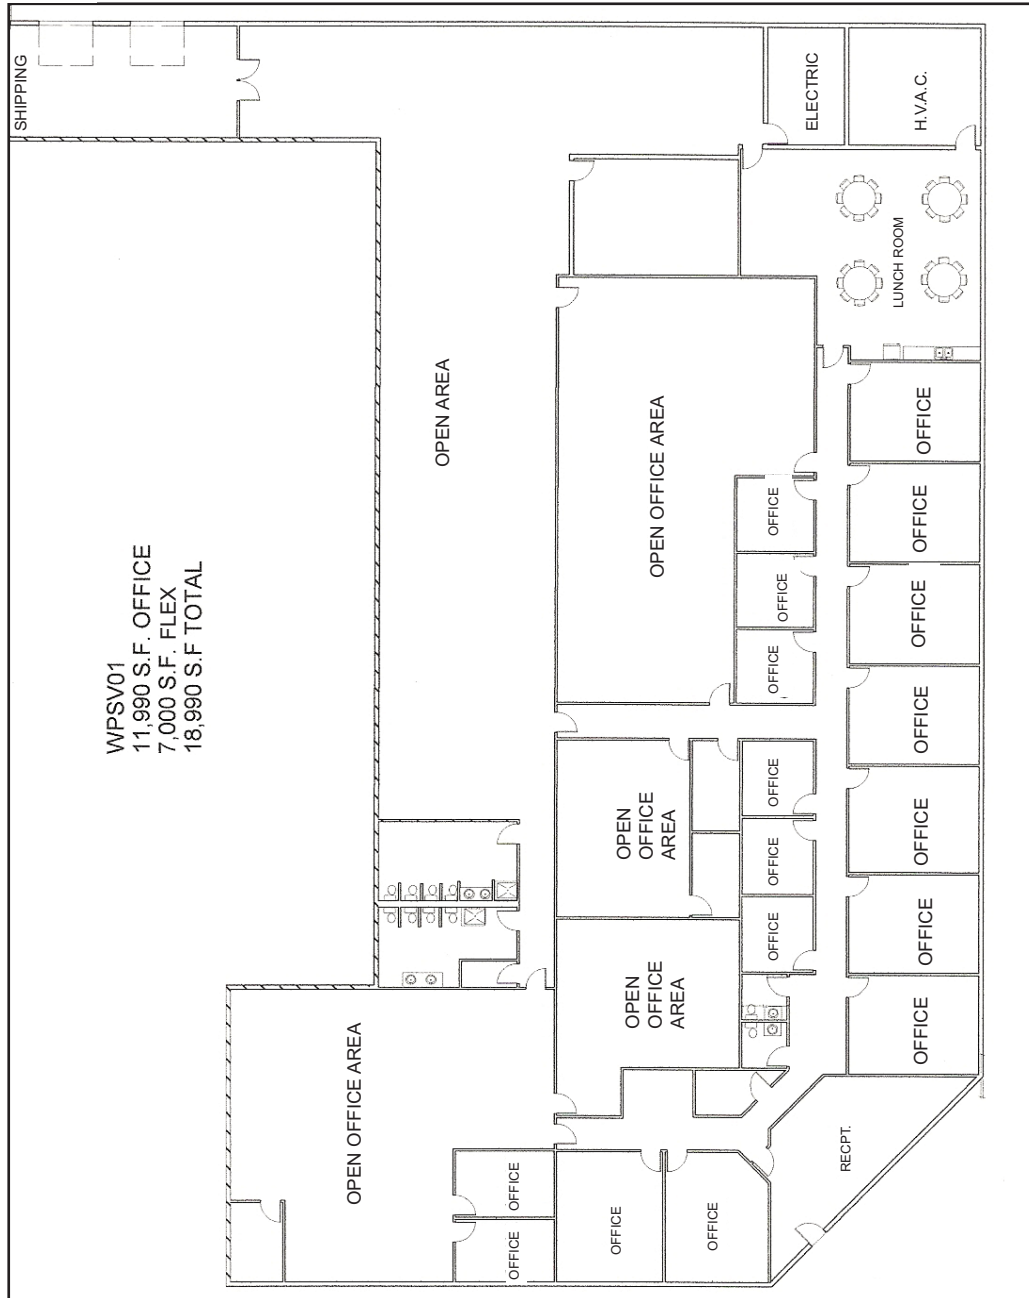 SHIPPING
ELECTRIC
H.V.A.C.
LUNCH ROOM
OPEN AREA
OPEN OFFICE AREA
WPSV01
11,990 S.F. OFFICE
7,000 S.F. FLEX
18,990 S.F TOTAL
OFFICE
OFFICE
OFFICE
OFFICE
OFFICE
OFFICE
OFFICE
OFFICE
OFFICE
OFFICE
OPEN
OFFICE
AREA
OFFICE
OFFICE
OFFICE
OPEN
OFFICE
AREA
OPEN OFFICE AREA
RECPT.
OFFICE
OFFICE
OFFICE
OFFICE